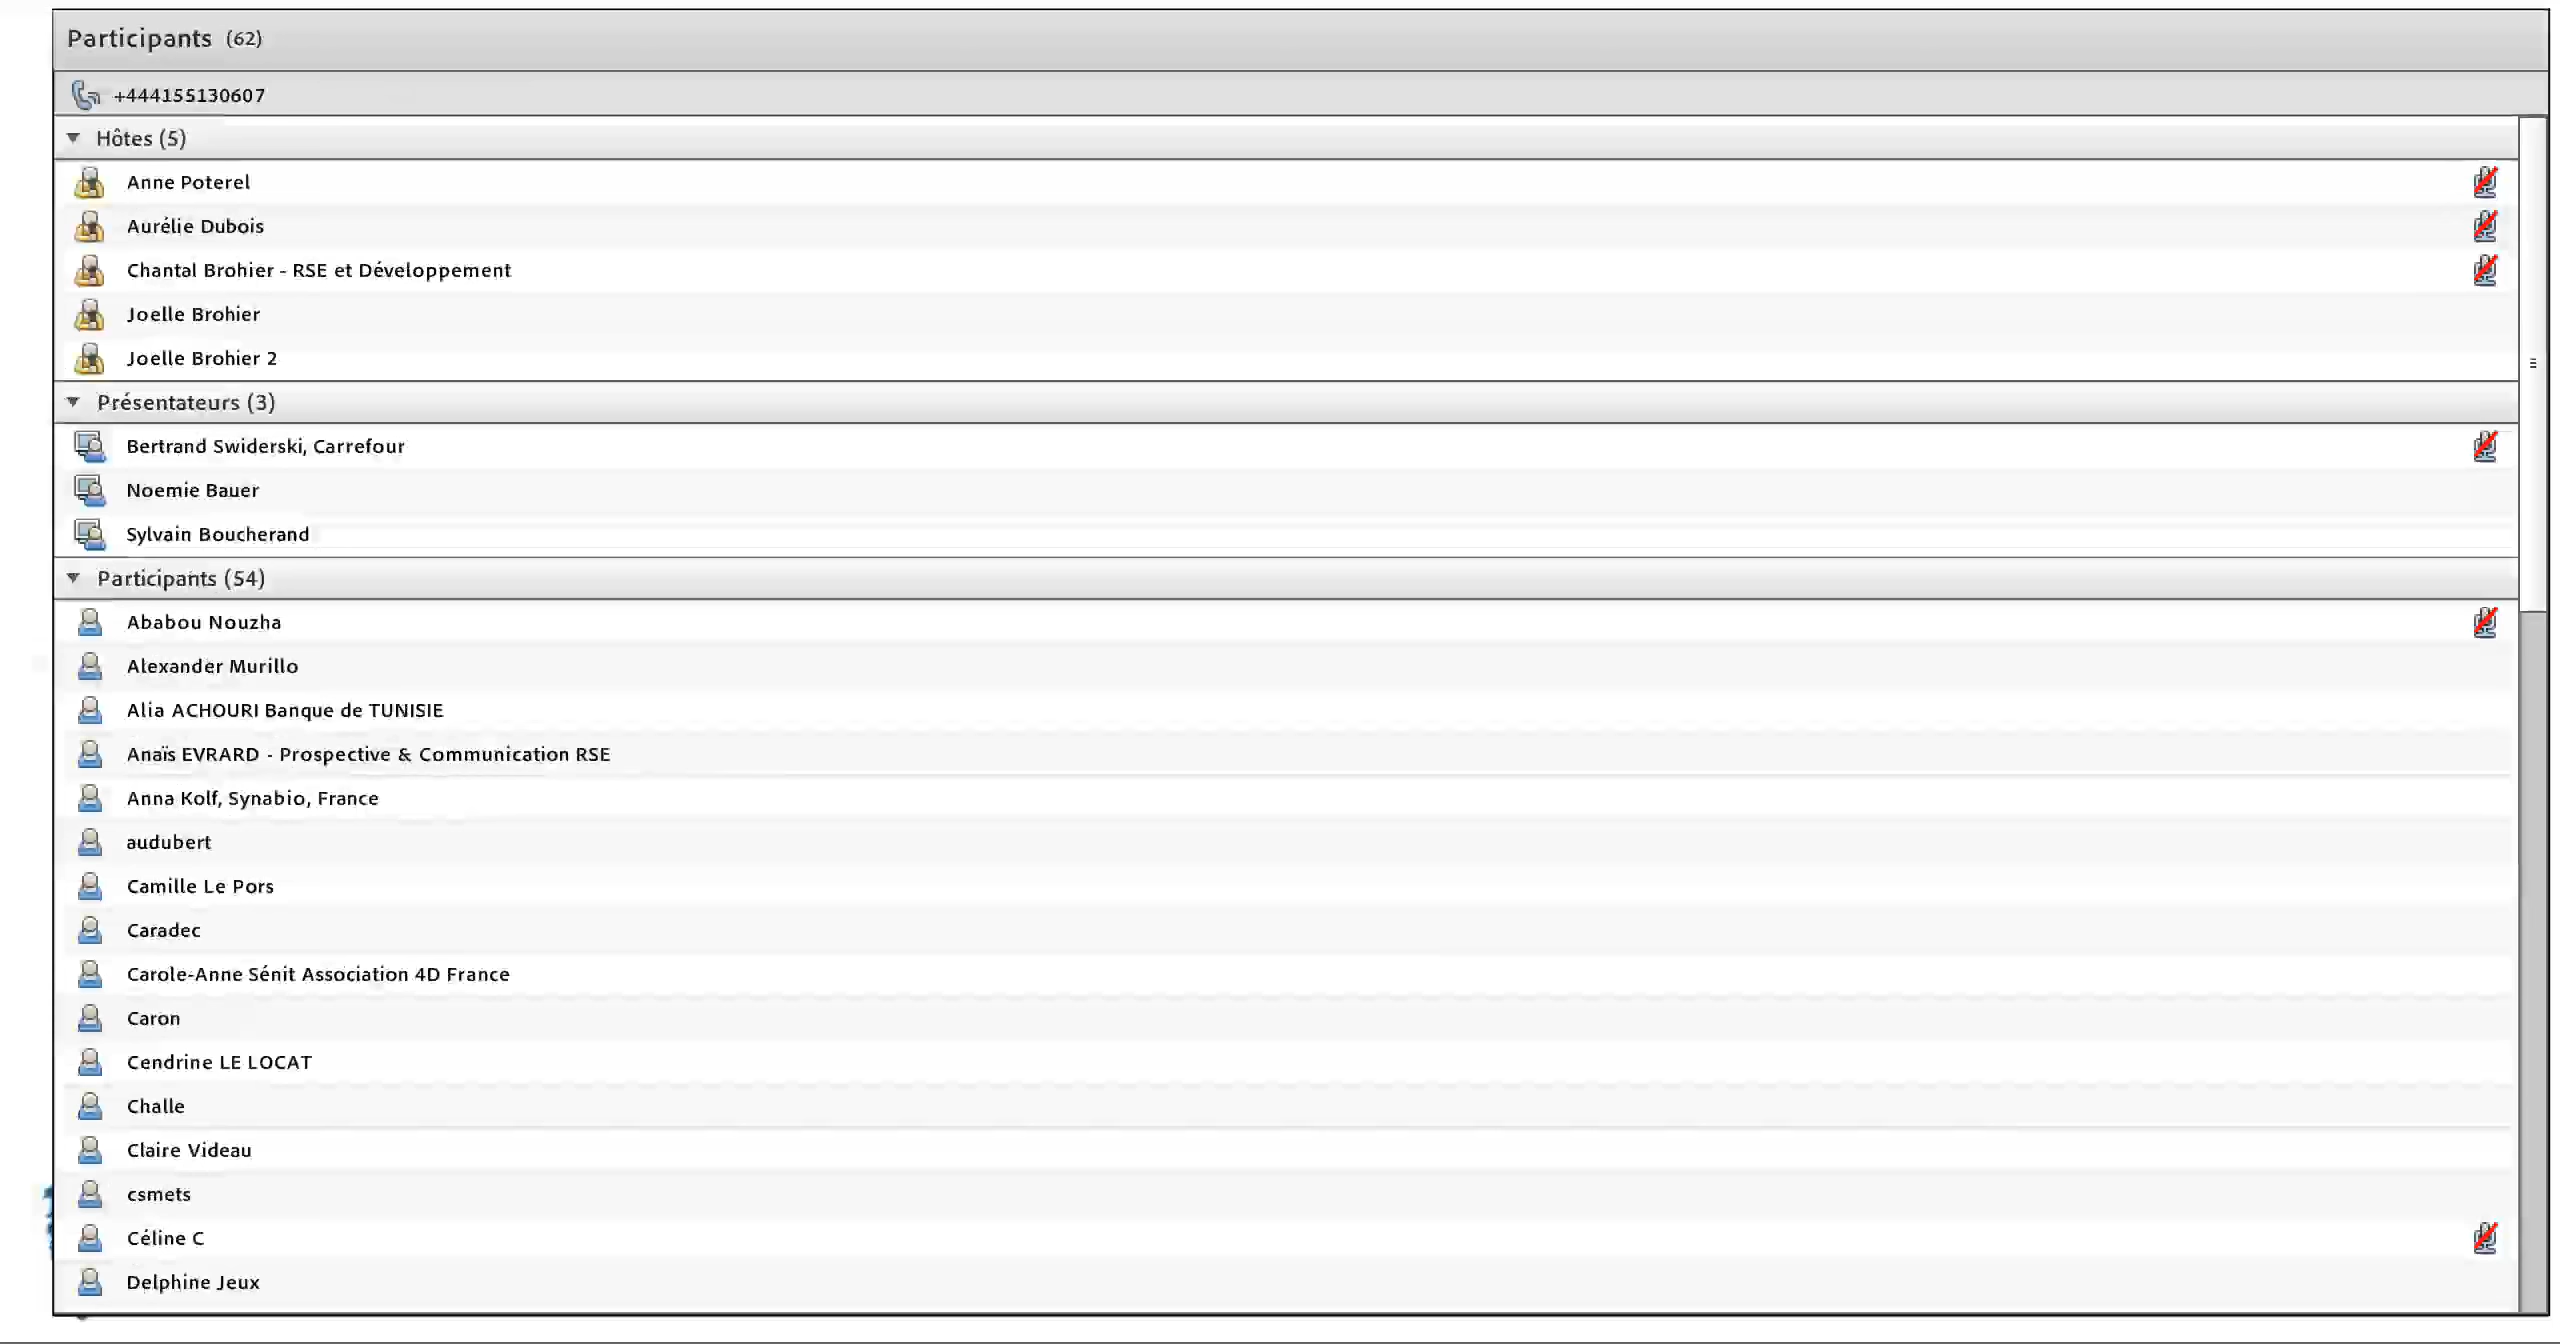 Participants (62)
+444155130607
Hôtes (5)
Anne Poterel
Aurélie Dubois
Chantal Brohier - RSE et Développement
Joelle Brohier
Joelle Brohier 2
Présentateurs (3)
Bertrand Swiderski, Carrefour
Noemie Bauer
Sylvain Boucherand
Participants (54)
Ababou Nouzha
Alexander Murillo
Alia ACHOURI Banque de TUNISIE
Anaïs EVRARD - Prospective & Communication RSE
Anna Kolf, Synabio, France
audubert
Camille Le Pors
Caradec
Carole-Anne Sénit Association 4D France
Caron
Cendrine LE LOCAT
Challe
Claire Videau
csmets
Céline C
Delphine Jeux